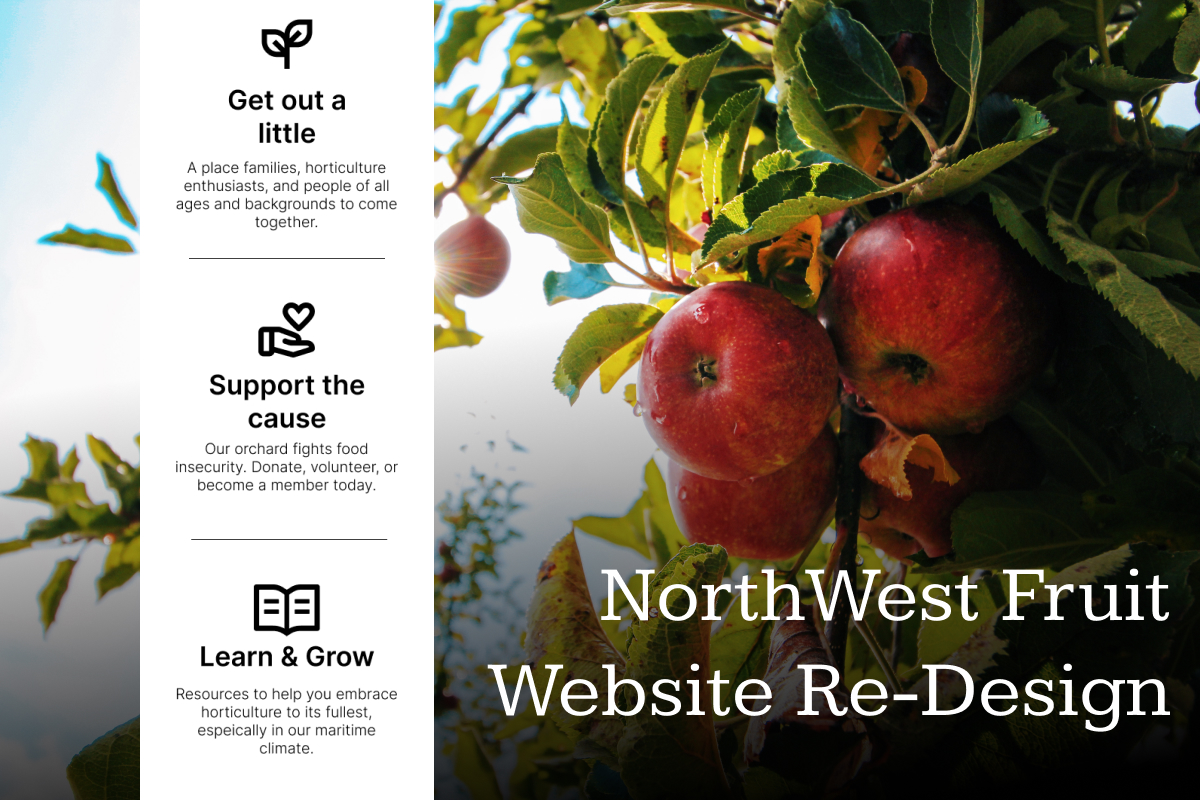 Get out a
little
A place families, horticulture
enthusiasts, and people of all
ages and backgrounds to come
together.
Support the
cause
Our orchard fights food
insecurity. Donate, volunteer, or
become a member today.
Learn & Grow
Resources to help you embrace
horticulture to its fullest,
espeically in our maritime
climate.
NorthWest Fruit
Website Re-Design